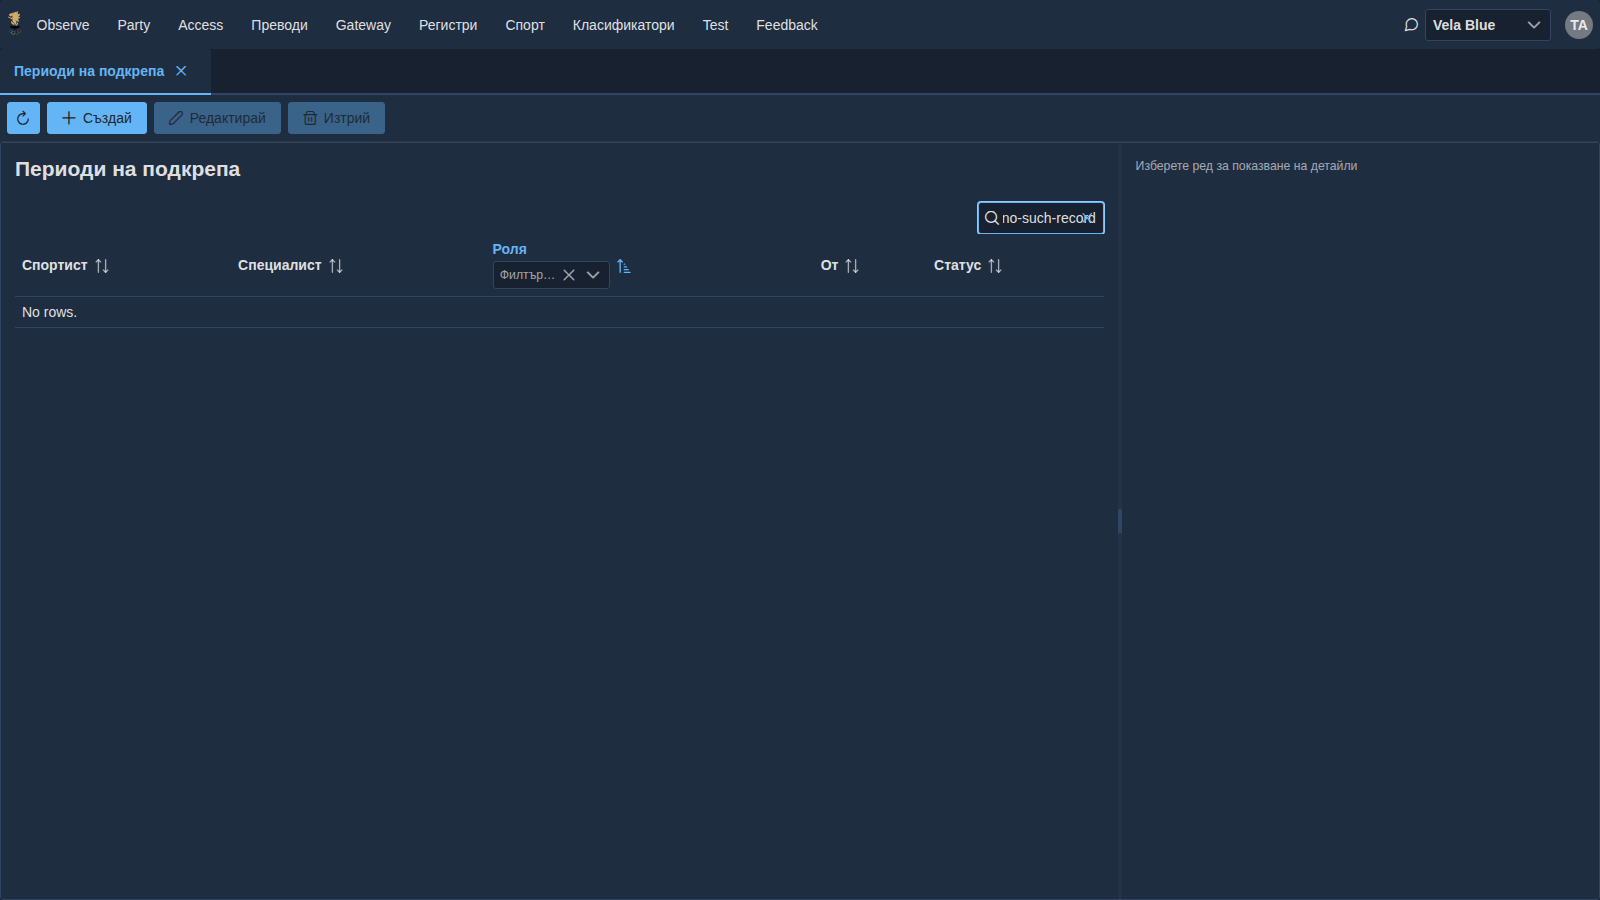 Observe Party Access Преводи Gateway Регистри Спорт Класификатори Test Feedback Vela Blue TA
Периоди на подкрепа
Създай Редактирай Изтрий
Периоди на подкрепа
Изберете ред за показване на детайли
no-such-record
Спортист Специалист Роля От Статус
Филтър...
No rows.